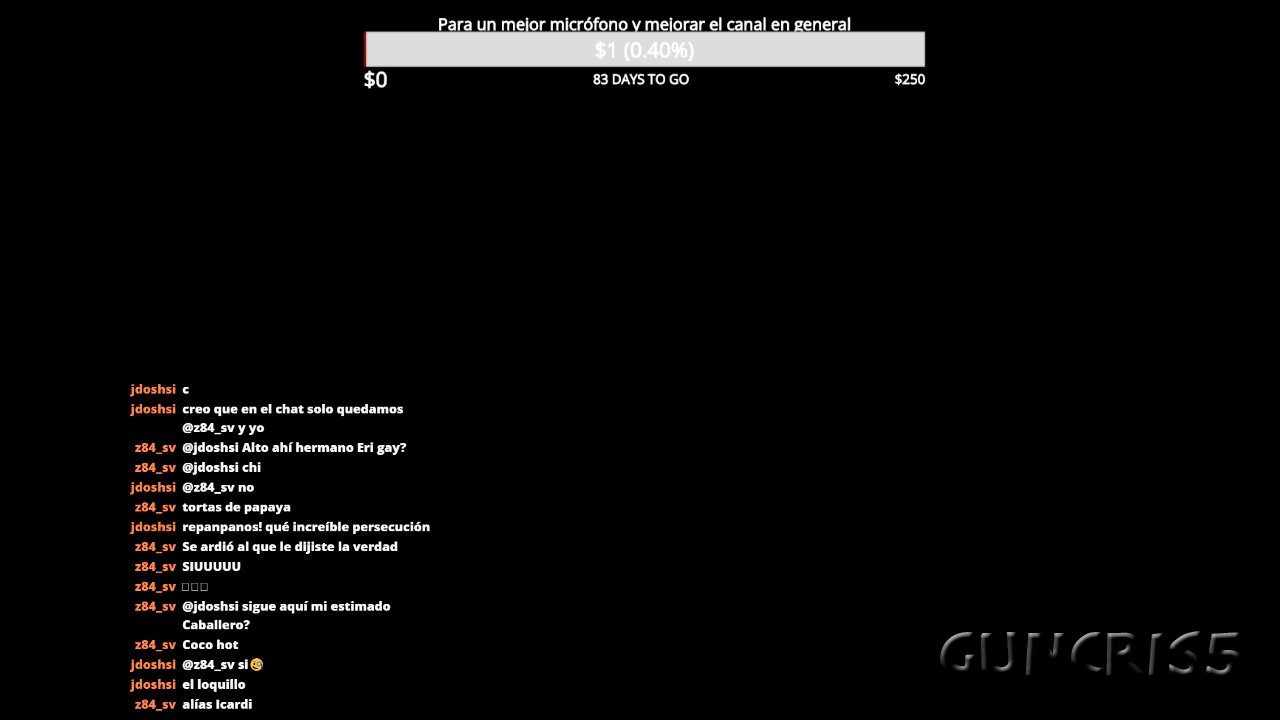 Para un mejor micrófono y mejorar el canal en general
$1 (0.40%)
$0 83 DAYS TO GO $250
jdoshsi c
jdoshsi creo que en el chat solo quedamos
@z84_sv y yo
z84_sv @jdoshsi Alto ahí hermano Eri gay?
z84_sv @jdoshsi chi
jdoshsi @z84_sv no
z84_sv tortas de papaya
jdoshsi repanpanos! qué increíble persecución
z84_sv Se ardió al que le dijiste la verdad
z84_sv SIUUUUU
z84_sv
z84_sv @jdoshsi sigue aquí mi estimado
Caballero?
z84_sv Coco hot
jdoshsi @z84_sv si🤣
jdoshsi el loquillo
z84_sv alías Icardi
GUNCRIS5